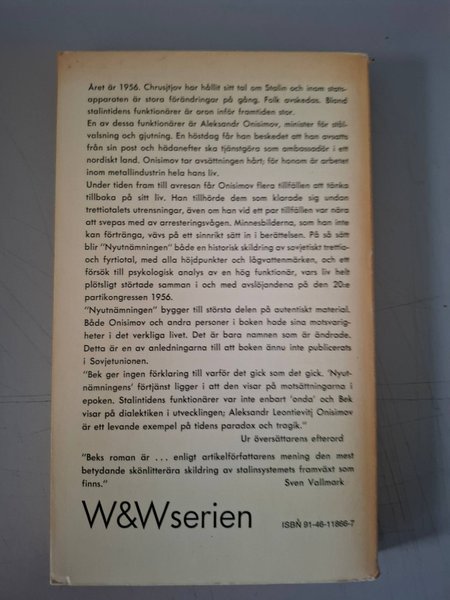 Året är 1956. Chrusjtjov har hållit sitt tal om Stalin och inom stats-
apparaten är stora förändringar på gång. Folk avskedas. Bland
stalintidens funktionärer är oron inför framtiden stor.
En av dessa funktionärer är Aleksandr Onisimov, minister för stål-
valsning och gjutning. En höstdag får han beskedet att han avsatts
från sin post och hädanefter ska tjänstgöra som ambassadör i ett
nordiskt land. Onisimov tar avsättningen hårt; för honom är arbetet
inom metallindustrin hela hans liv.
Under tiden fram till avresan får Onisimov flera tillfällen att tänka
tillbaka på sitt liv. Han tillhörde dem som klarade sig undan
trettiotalets utrensningar, även om han vid ett par tillfällen var nära
att svepas med av arresteringsvågen. Minnesbilderna, som han inte
kan förtränga, vävs på ett sinnrikt sätt in i berättelsen. På så sätt
blir "Nyutnämningen" både en historisk skildring av sovjetiskt trettio-
och fyrtiotal, med alla höjdpunkter och lågvattenmärken, och ett
försök till psykologisk analys av en hög funktionär, vars liv helt
plötsligt störtade samman i och med avslöjandena på den 20:e
partikongressen 1956.
"Nyutnämningen" bygger till största delen på autentiskt material.
Både Onisimov och andra personer i boken hade sina motsvarig-
heter i det verkliga livet. Det är bara namnen som är ändrade.
Detta är en av anledningarna till att boken ännu inte publicerats
i Sovjetunionen.
"Bek ger ingen förklaring till varför det gick som det gick. 'Nyut-
nämningens' förtjänst ligger i att den visar på motsättningarna i
epoken. Stalintidens funktionärer var inte enbart 'onda' och Bek
visar på dialektiken i utvecklingen; Aleksandr Leontievitj Onisimov
är ett levande exempel på tidens paradox och tragik."
Ur översättarens efterord
"Beks roman är ... enligt artikelförfattarens mening den mest
betydande skönlitterära skildring av stalinsystemets framväxt som
finns." Sven Vallmark
W&Wserien
ISBN 91-46-11866-7